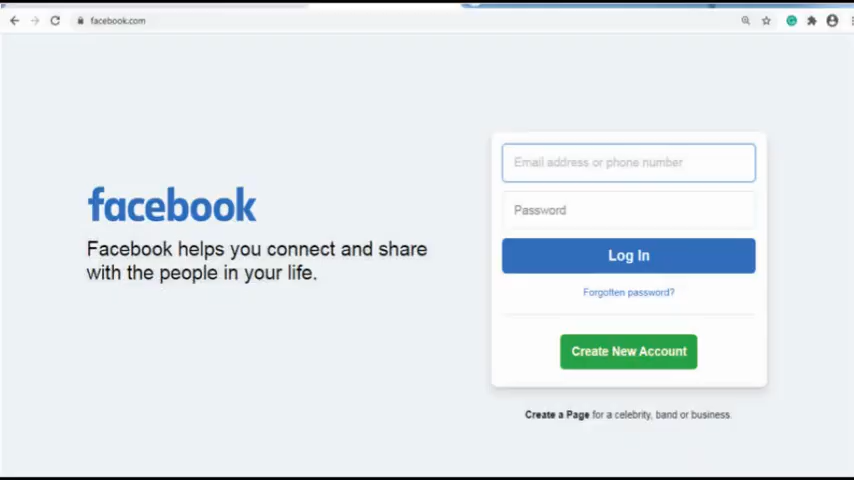 facebook.com
facebook
Facebook helps you connect and share
with the people in your life.
Email address or phone number
Password
Log In
Forgotten password?
Create New Account
Create a Page for a celebrity, band or business.